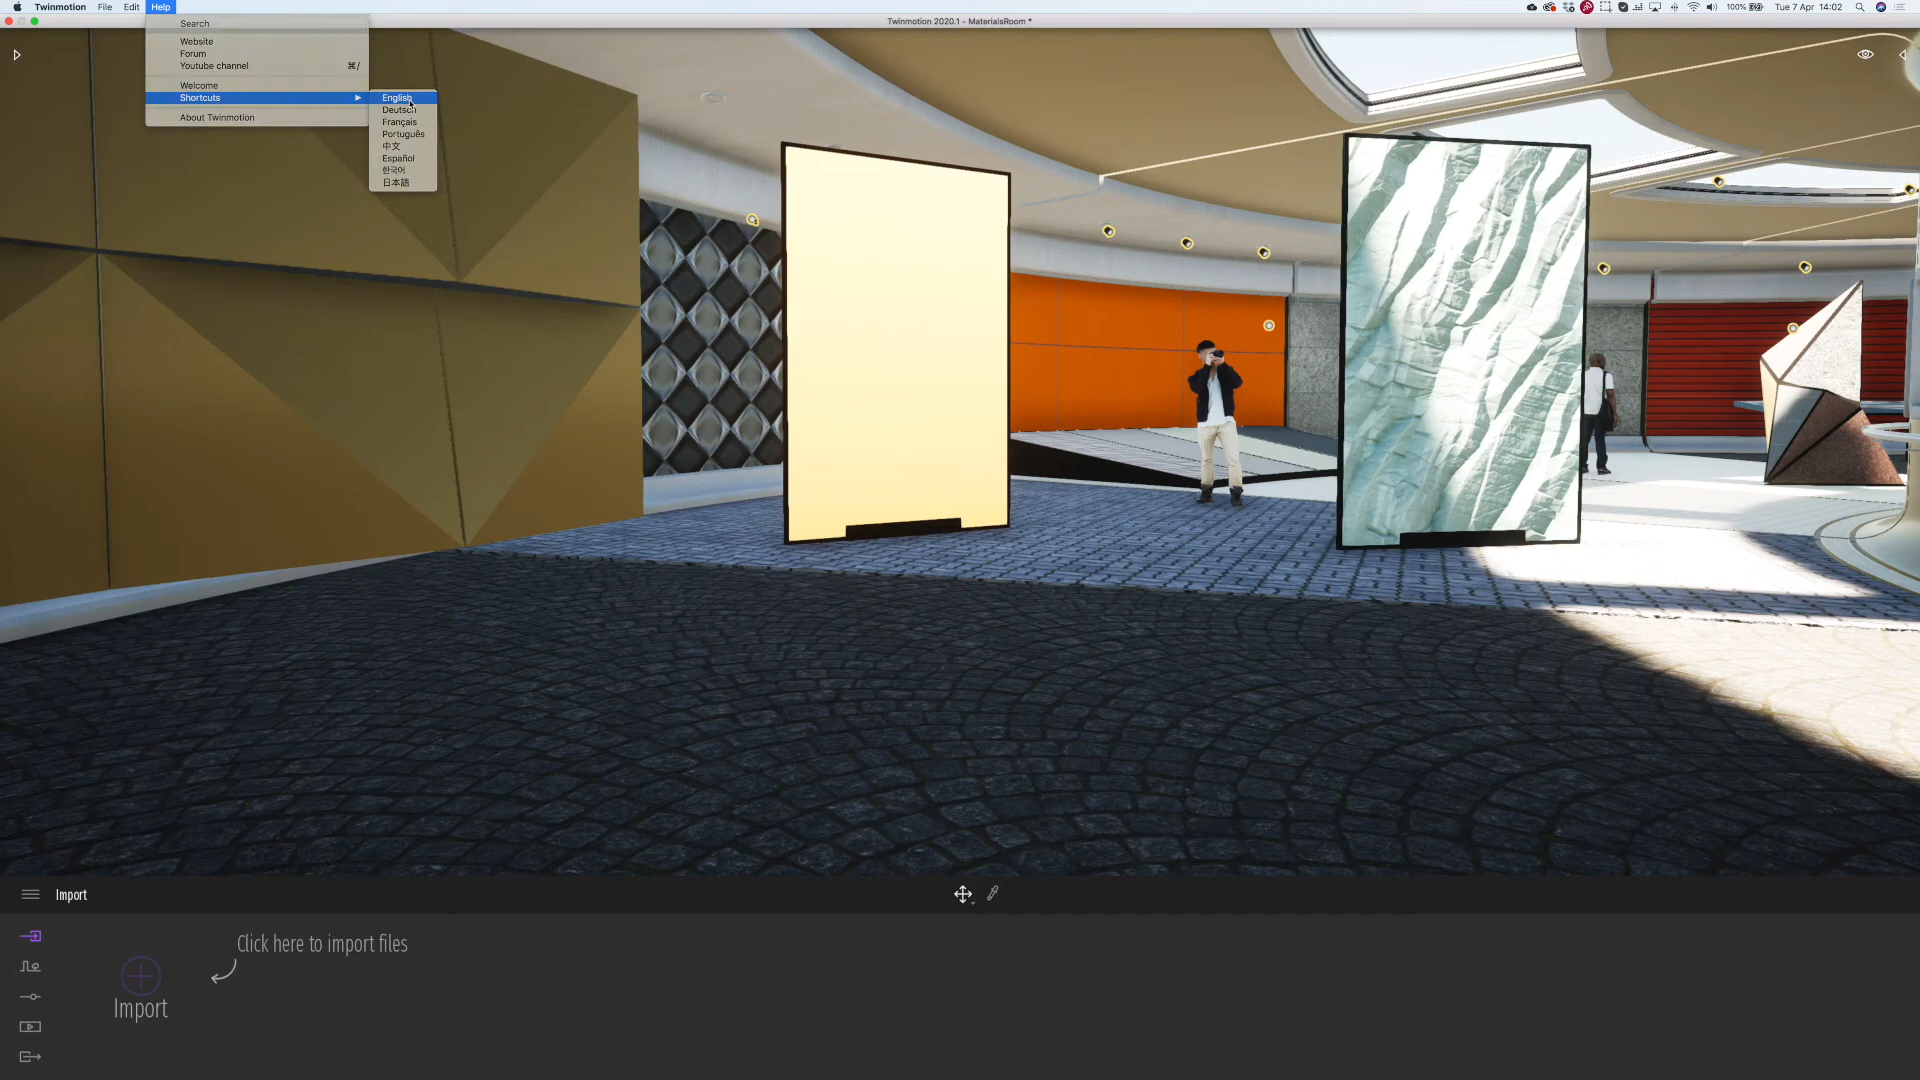 Twinmotion File Edit Help
100% Tue 7 Apr 14:02
Twinmotion 2020.1 - MaterialsRoom *
Search
Website
Forum
Youtube channel ⌘/
Welcome
Shortcuts
About Twinmotion
English
Deutsch
Français
Português
中文
Español
한국어
日本語
Import
Click here to import files
Import